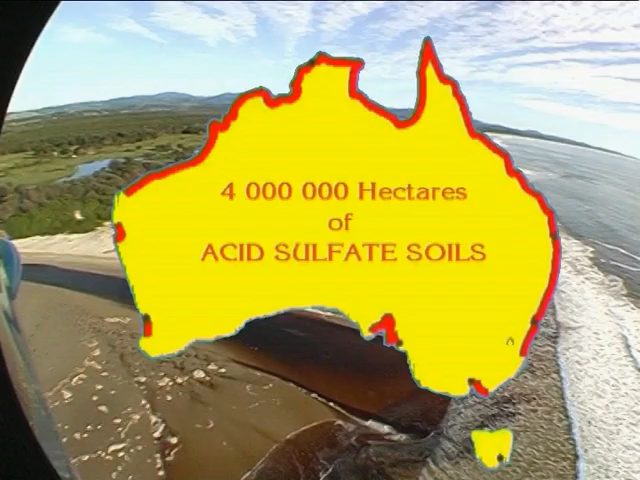 4 000 000 Hectares
of
ACID SULFATE SOILS